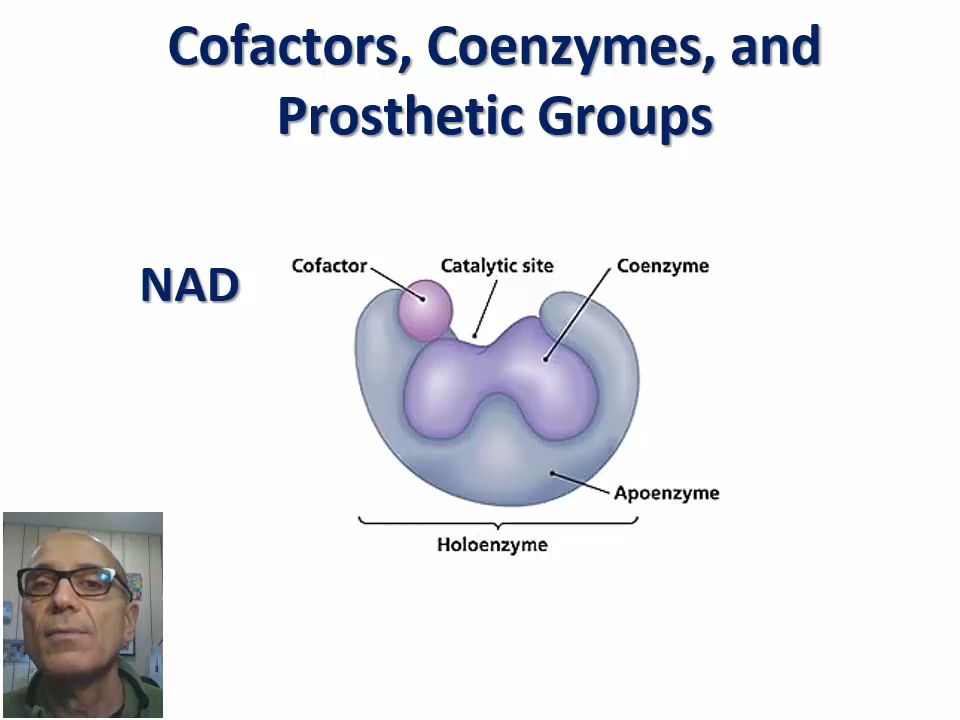 Cofactors, Coenzymes, and
Prosthetic Groups
NAD
Cofactor
Catalytic site
Coenzyme
Apoenzyme
Holoenzyme